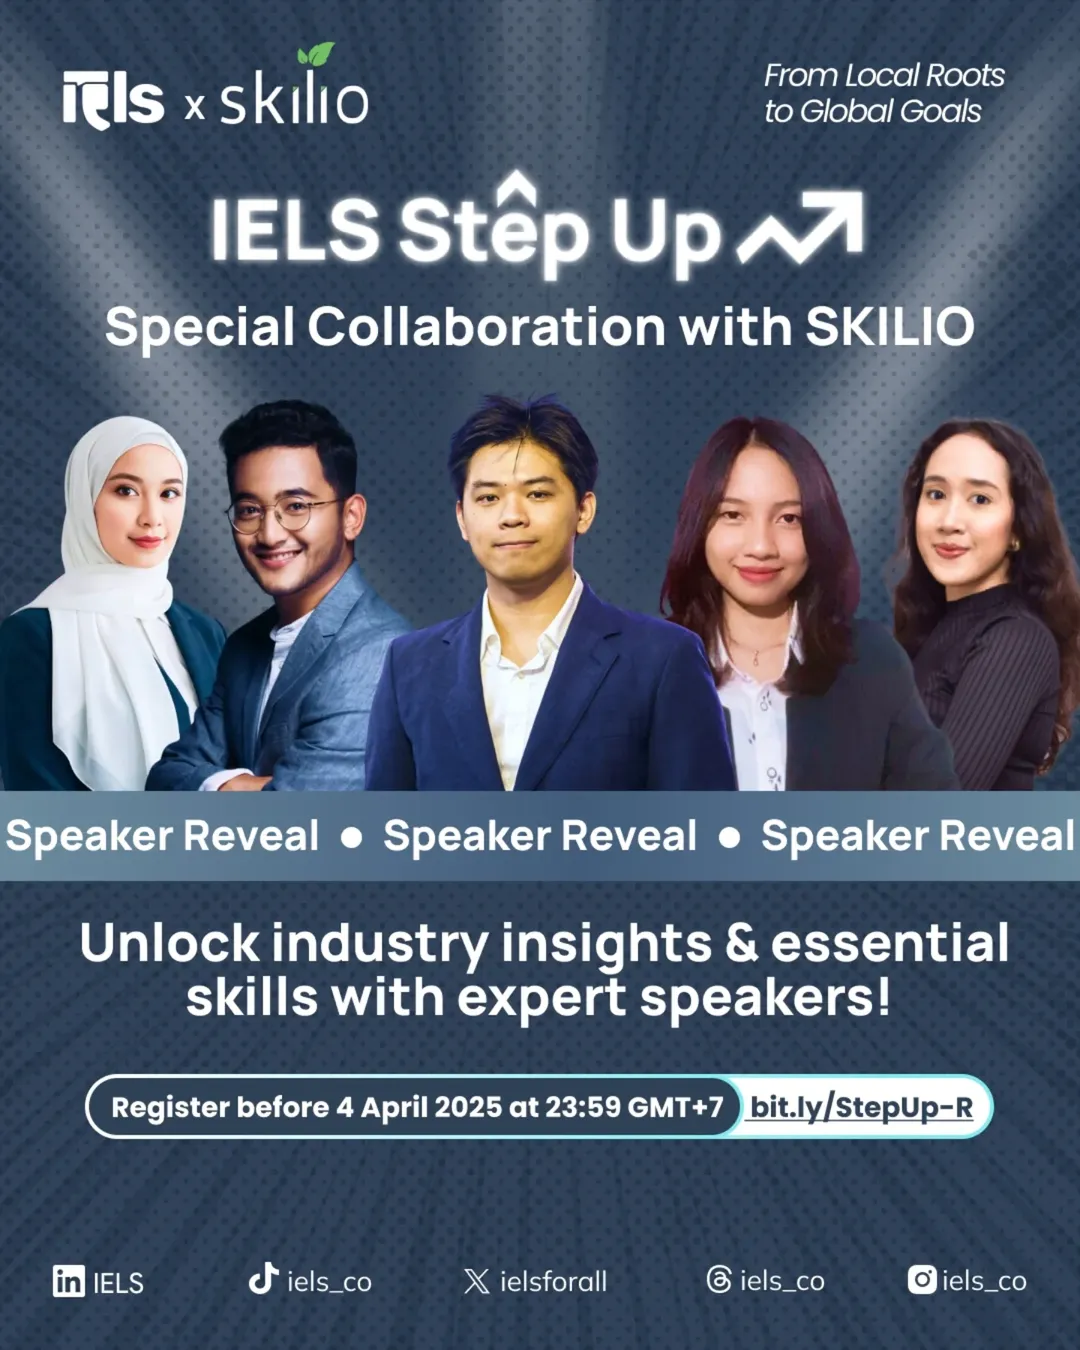 iels x skilio
From Local Roots
to Global Goals
IELS Stêp Up
Special Collaboration with SKILIO
Speaker Reveal ● Speaker Reveal ● Speaker Reveal
Unlock industry insights & essential
skills with expert speakers!
Register before 4 April 2025 at 23:59 GMT+7 bit.ly/StepUp-R
in IELS iels_co ielsforall iels_co iels_co